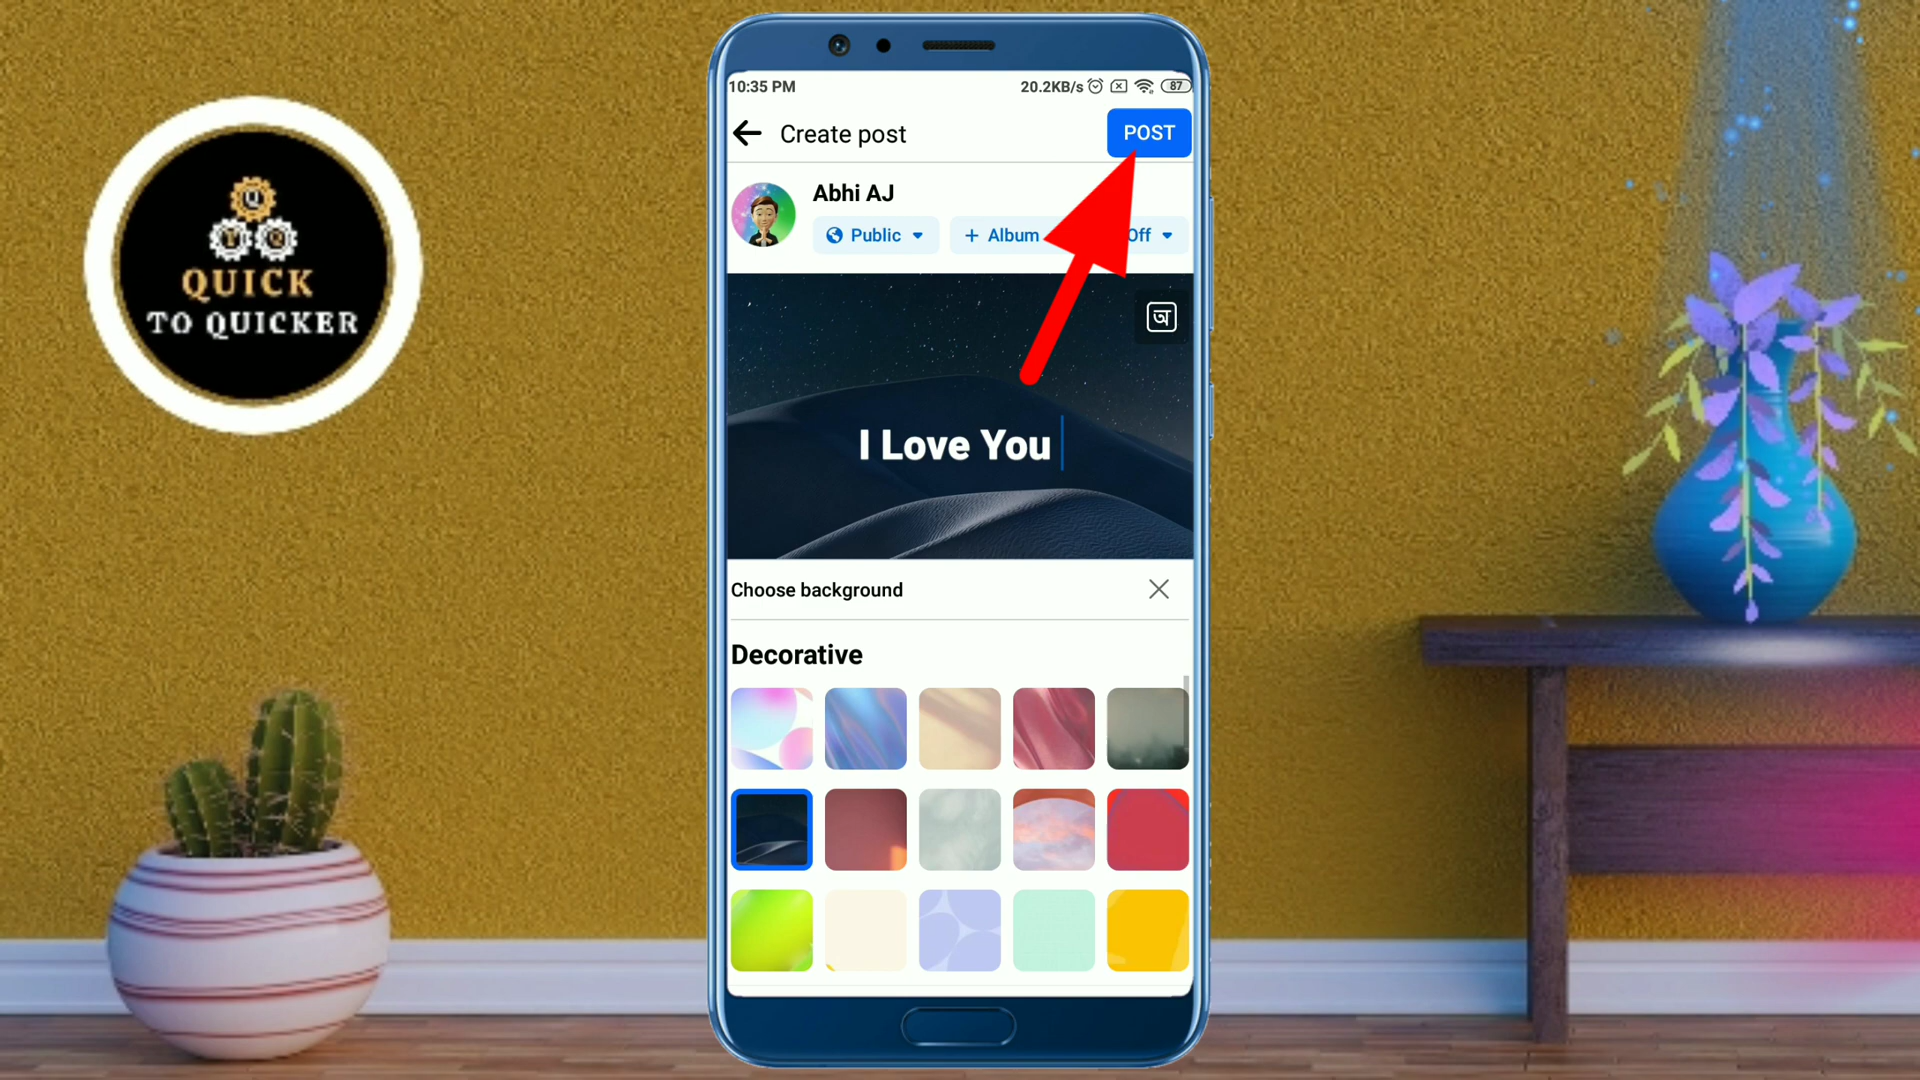 QUICK
TO QUICKER
10:35 PM 20.2KB/s 87
Create post POST
Abhi AJ
Public + Album Off
অ
I Love You
Choose background
Decorative